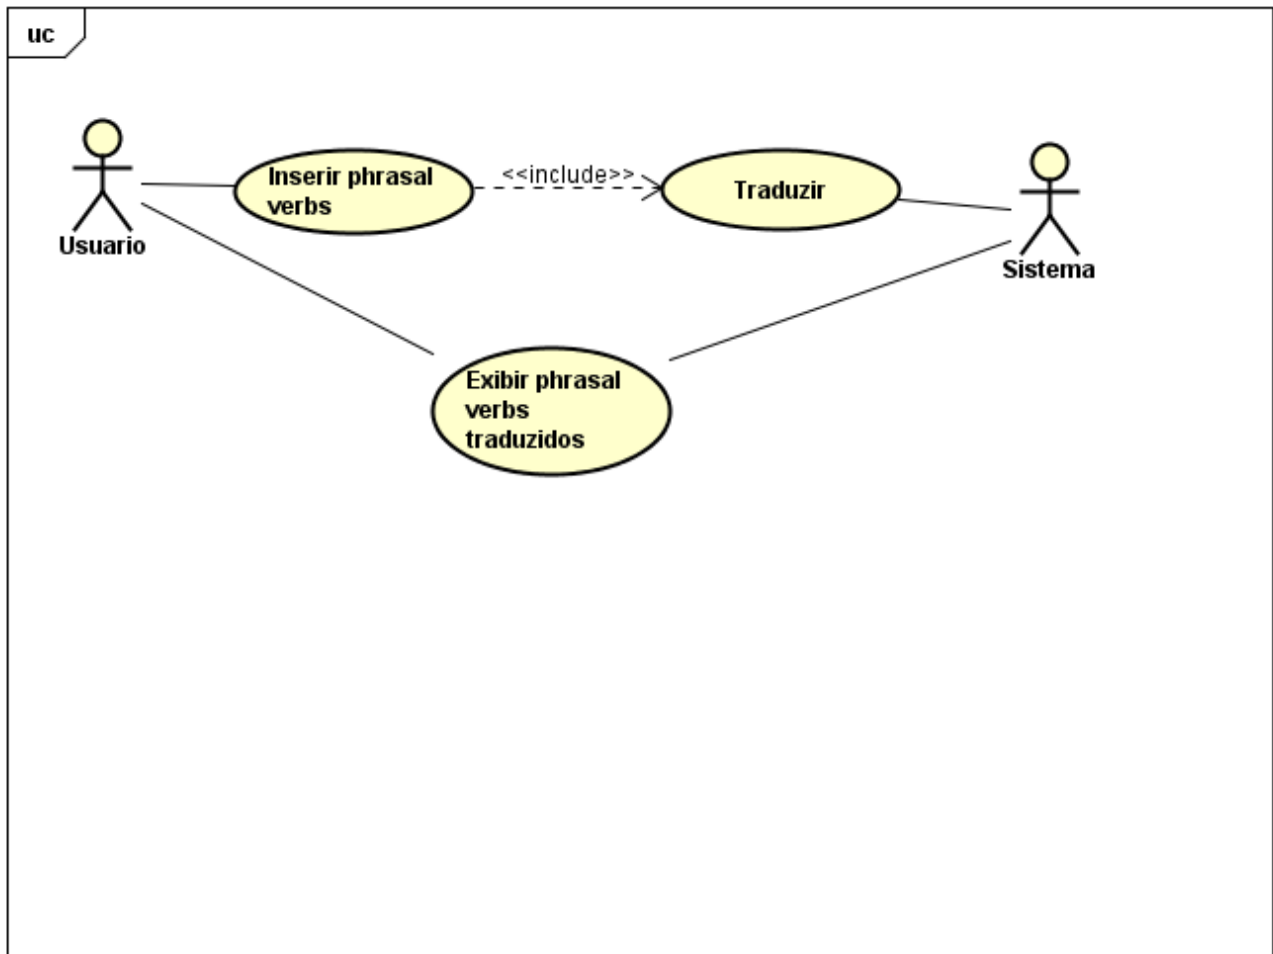 uc
Inserir phrasal
verbs
<<include>>
Traduzir
Usuario
Sistema
Exibir phrasal
verbs
traduzidos